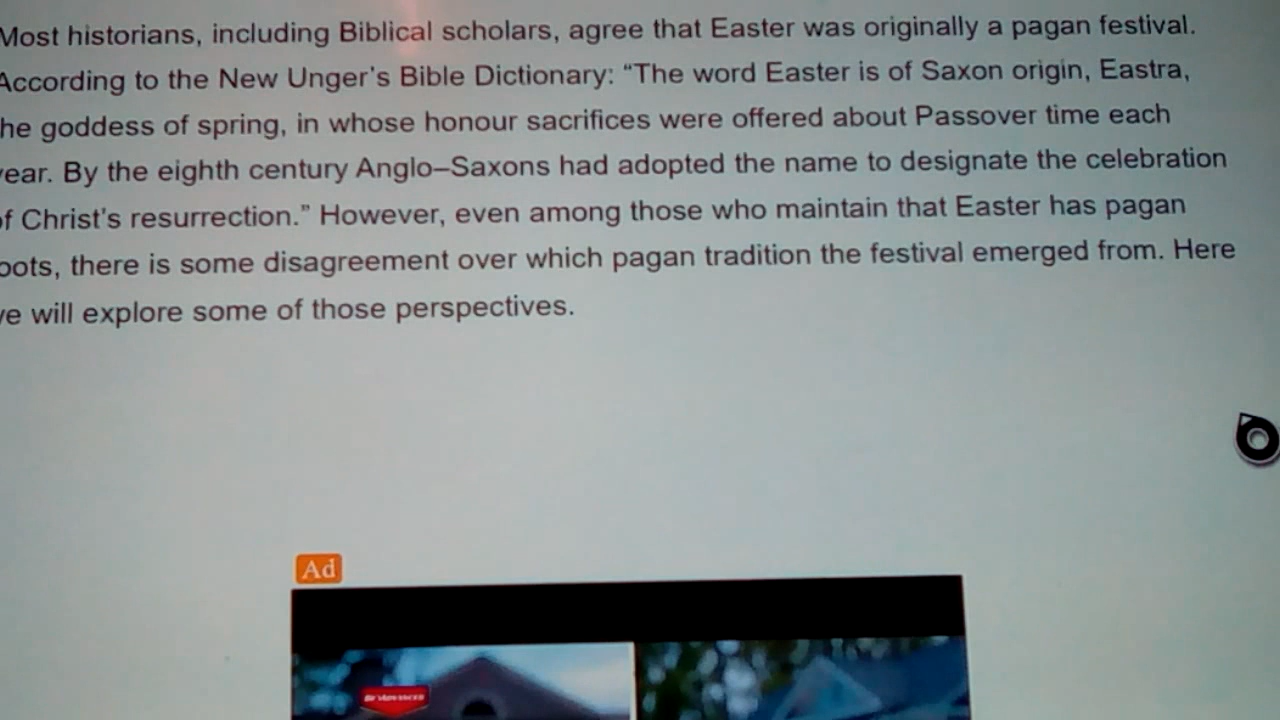 Most historians, including Biblical scholars, agree that Easter was originally a pagan festival.
According to the New Unger's Bible Dictionary: “The word Easter is of Saxon origin, Eastra,
he goddess of spring, in whose honour sacrifices were offered about Passover time each
ear. By the eighth century Anglo–Saxons had adopted the name to designate the celebration
of Christ's resurrection.” However, even among those who maintain that Easter has pagan
oots, there is some disagreement over which pagan tradition the festival emerged from. Here
ve will explore some of those perspectives.
Ad